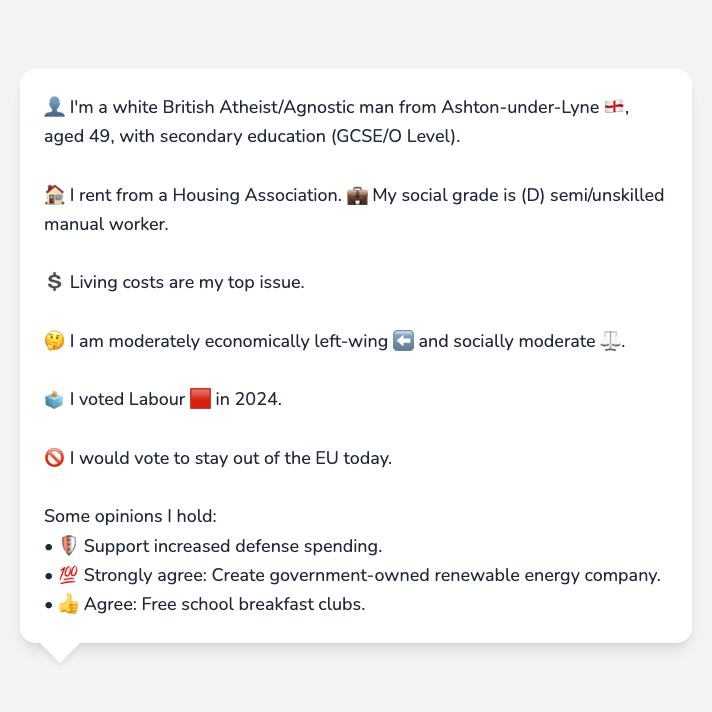 👤 I'm a white British Atheist/Agnostic man from Ashton-under-Lyne 🏴󠁧󠁢󠁥󠁮󠁧󠁿,
aged 49, with secondary education (GCSE/O Level).
🏠 I rent from a Housing Association. 💼 My social grade is (D) semi/unskilled
manual worker.
💲 Living costs are my top issue.
🤔 I am moderately economically left-wing ⬅️ and socially moderate ⚖️.
🗳️ I voted Labour 🟥 in 2024.
🚫 I would vote to stay out of the EU today.
Some opinions I hold:
• 🛡️ Support increased defense spending.
• 💯 Strongly agree: Create government-owned renewable energy company.
• 👍 Agree: Free school breakfast clubs.